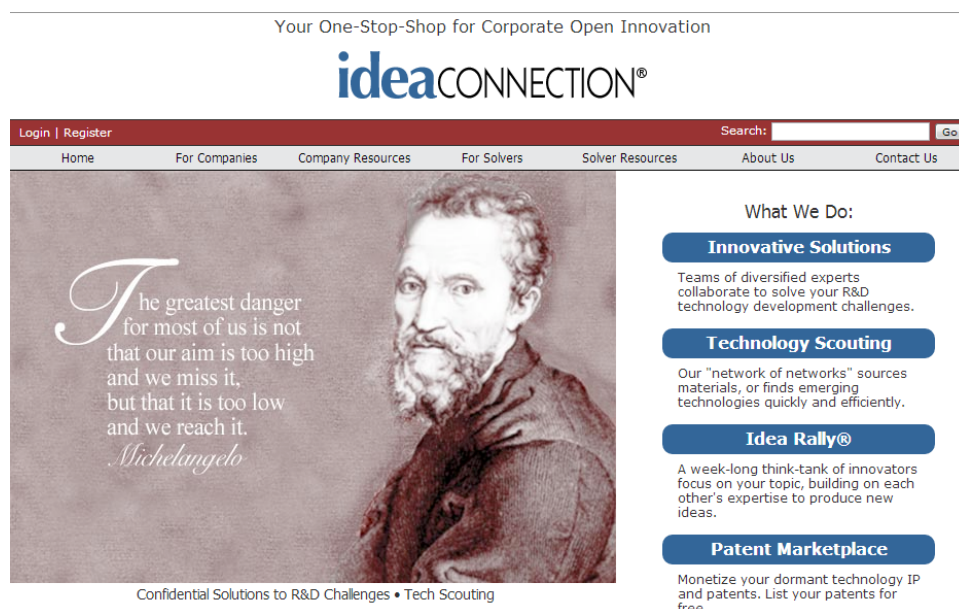 Your One-Stop-Shop for Corporate Open Innovation
ideaCONNECTION®
Login | Register
Search:
Go
Home For Companies Company Resources For Solvers Solver Resources About Us Contact Us
The greatest danger
for most of us is not
that our aim is too high
and we miss it,
but that it is too low
and we reach it.
Michelangelo
Confidential Solutions to R&D Challenges • Tech Scouting
What We Do:
Innovative Solutions
Teams of diversified experts
collaborate to solve your R&D
technology development challenges.
Technology Scouting
Our "network of networks" sources
materials, or finds emerging
technologies quickly and efficiently.
Idea Rally®
A week-long think-tank of innovators
focus on your topic, building on each
other's expertise to produce new
ideas.
Patent Marketplace
Monetize your dormant technology IP
and patents. List your patents for
free